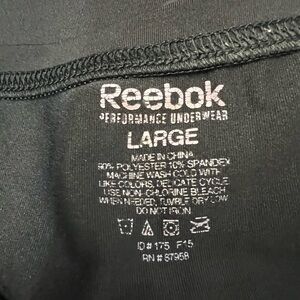 Reebok
PERFORMANCE UNDERWEAR
LARGE
MADE IN CHINA
90% POLYESTER 10% SPANDEX
MACHINE WASH COLD WITH
LIKE COLORS, DELICATE CYCLE
USE NON-CHLORINE BLEACH
WHEN NEEDED, TUMBLE DRY LOW
DO NOT IRON
ID# 175 F15
RN# 87958